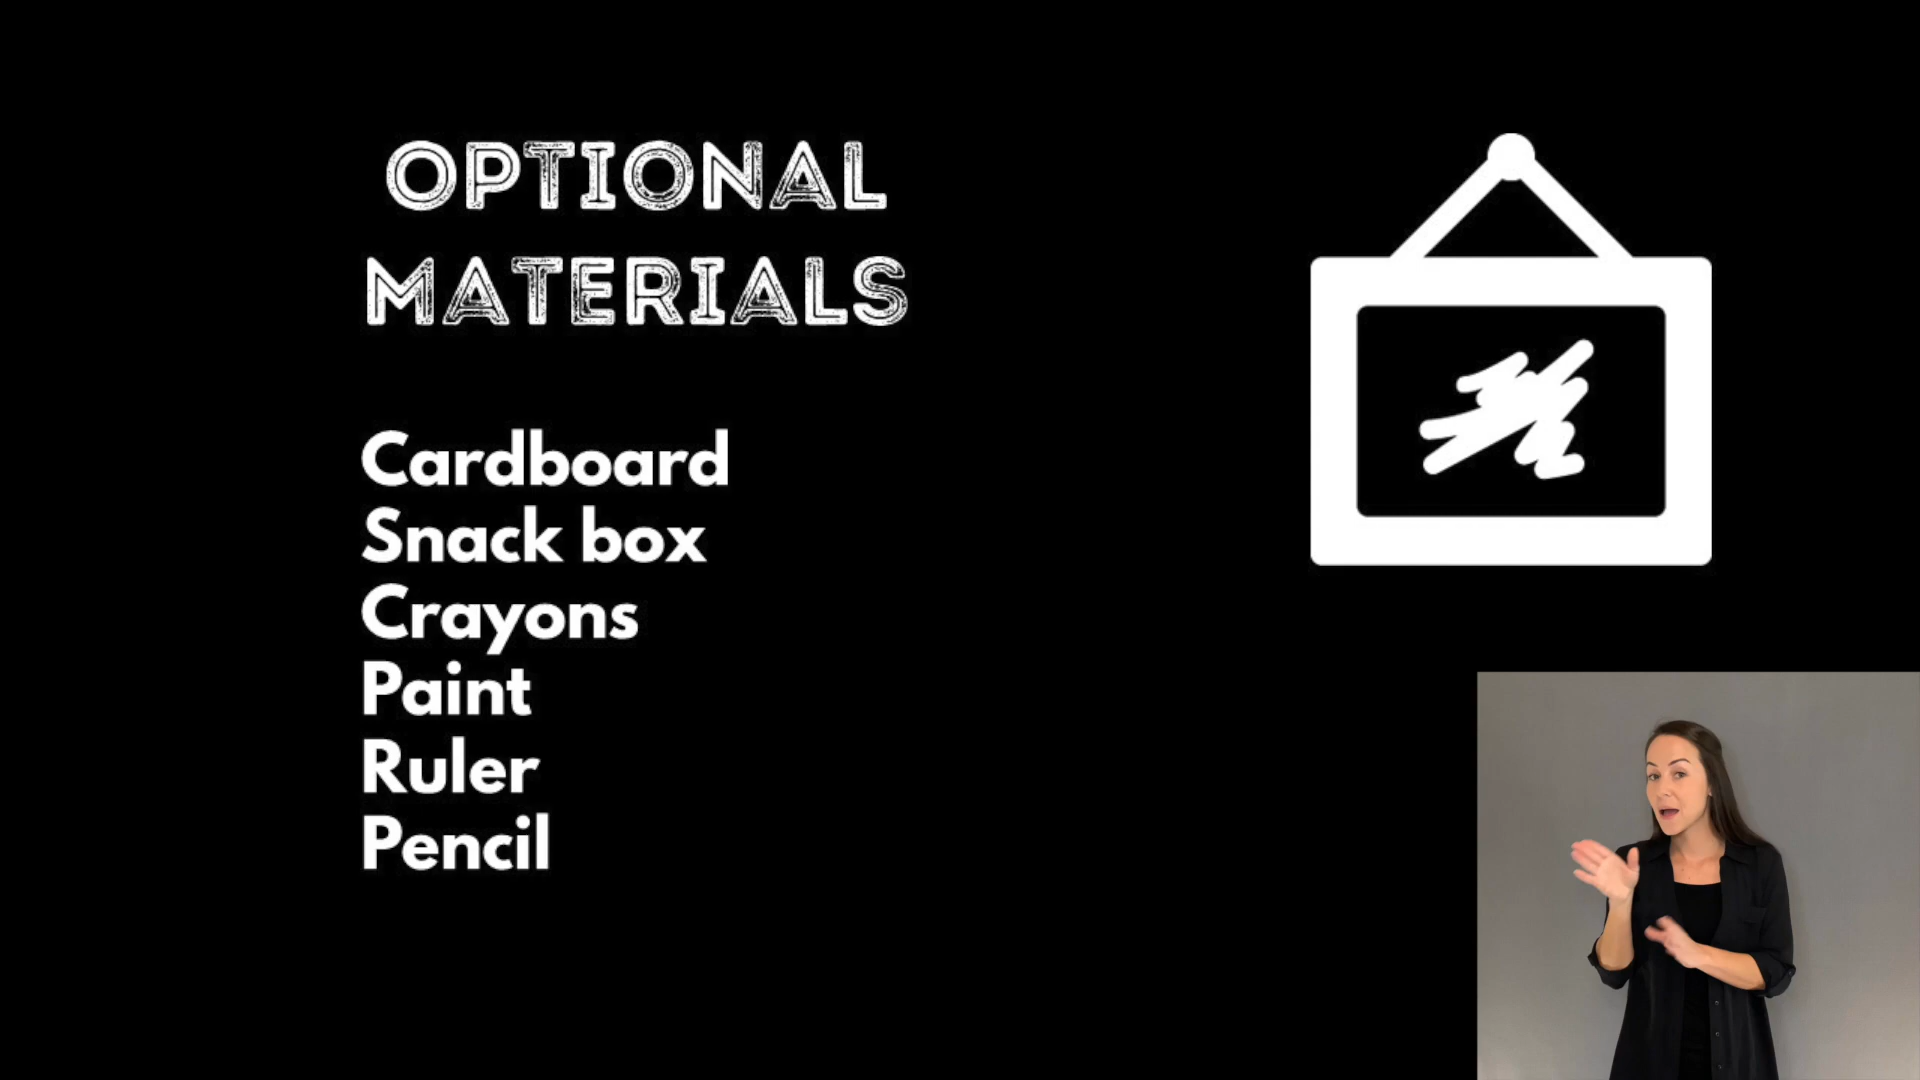 OPTIONAL
MATERIALS
Cardboard
Snack box
Crayons
Paint
Ruler
Pencil